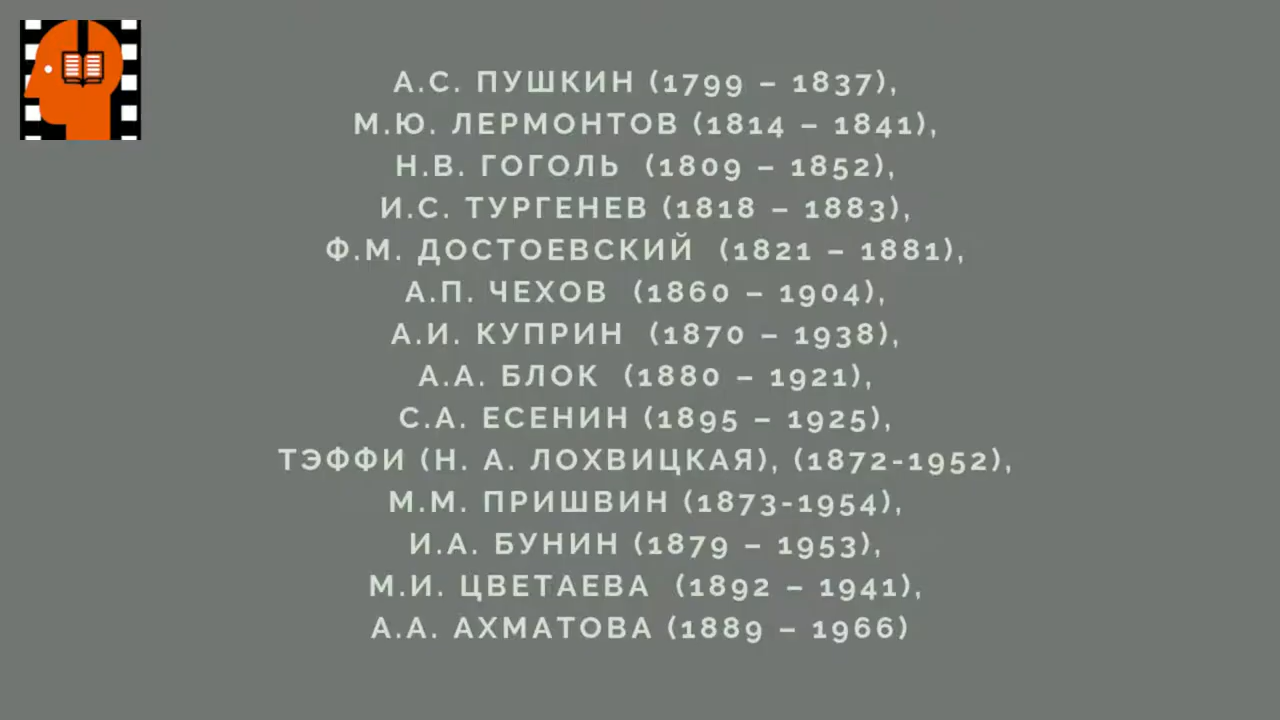 А.С. ПУШКИН (1799 – 1837),
М.Ю. ЛЕРМОНТОВ (1814 – 1841),
Н.В. ГОГОЛЬ (1809 – 1852),
И.С. ТУРГЕНЕВ (1818 – 1883),
Ф.М. ДОСТОЕВСКИЙ (1821 – 1881),
А.П. ЧЕХОВ (1860 – 1904),
А.И. КУПРИН (1870 – 1938),
А.А. БЛОК (1880 – 1921),
С.А. ЕСЕНИН (1895 – 1925),
ТЭФФИ (Н. А. ЛОХВИЦКАЯ), (1872-1952),
М.М. ПРИШВИН (1873-1954),
И.А. БУНИН (1879 – 1953),
М.И. ЦВЕТАЕВА (1892 – 1941),
А.А. АХМАТОВА (1889 – 1966)